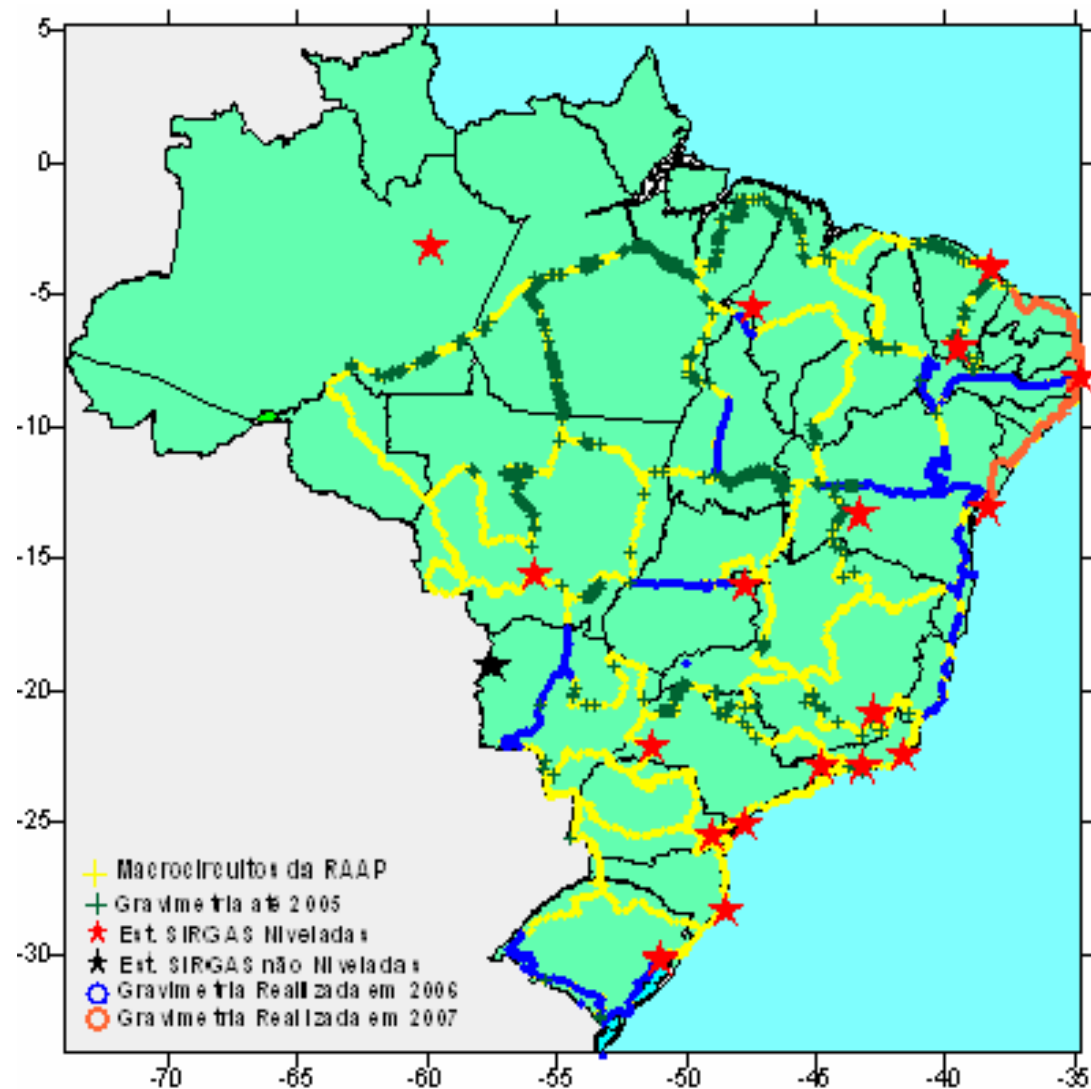 5
0
-5
-10
-15
-20
-25
-30
-70
-65
-60
-55
-50
-45
-40
-35
Macrocircuitos da RAAP
Gravimetria até 2005
Est. SIRGAS Niveladas
Est. SIRGAS não Niveladas
Gravimetria Realizada em 2006
Gravimetria Realizada em 2007